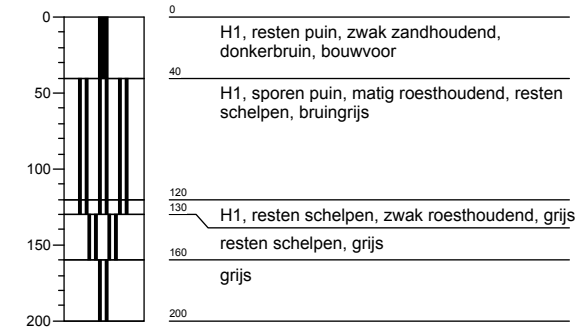 0
0
H1, resten puin, zwak zandhoudend,
donkerbruin, bouwvoor
40
50
H1, sporen puin, matig roesthoudend, resten
schelpen, bruingrijs
100
120
130
H1, resten schelpen, zwak roesthoudend, grijs
150
resten schelpen, grijs
160
grijs
200
200